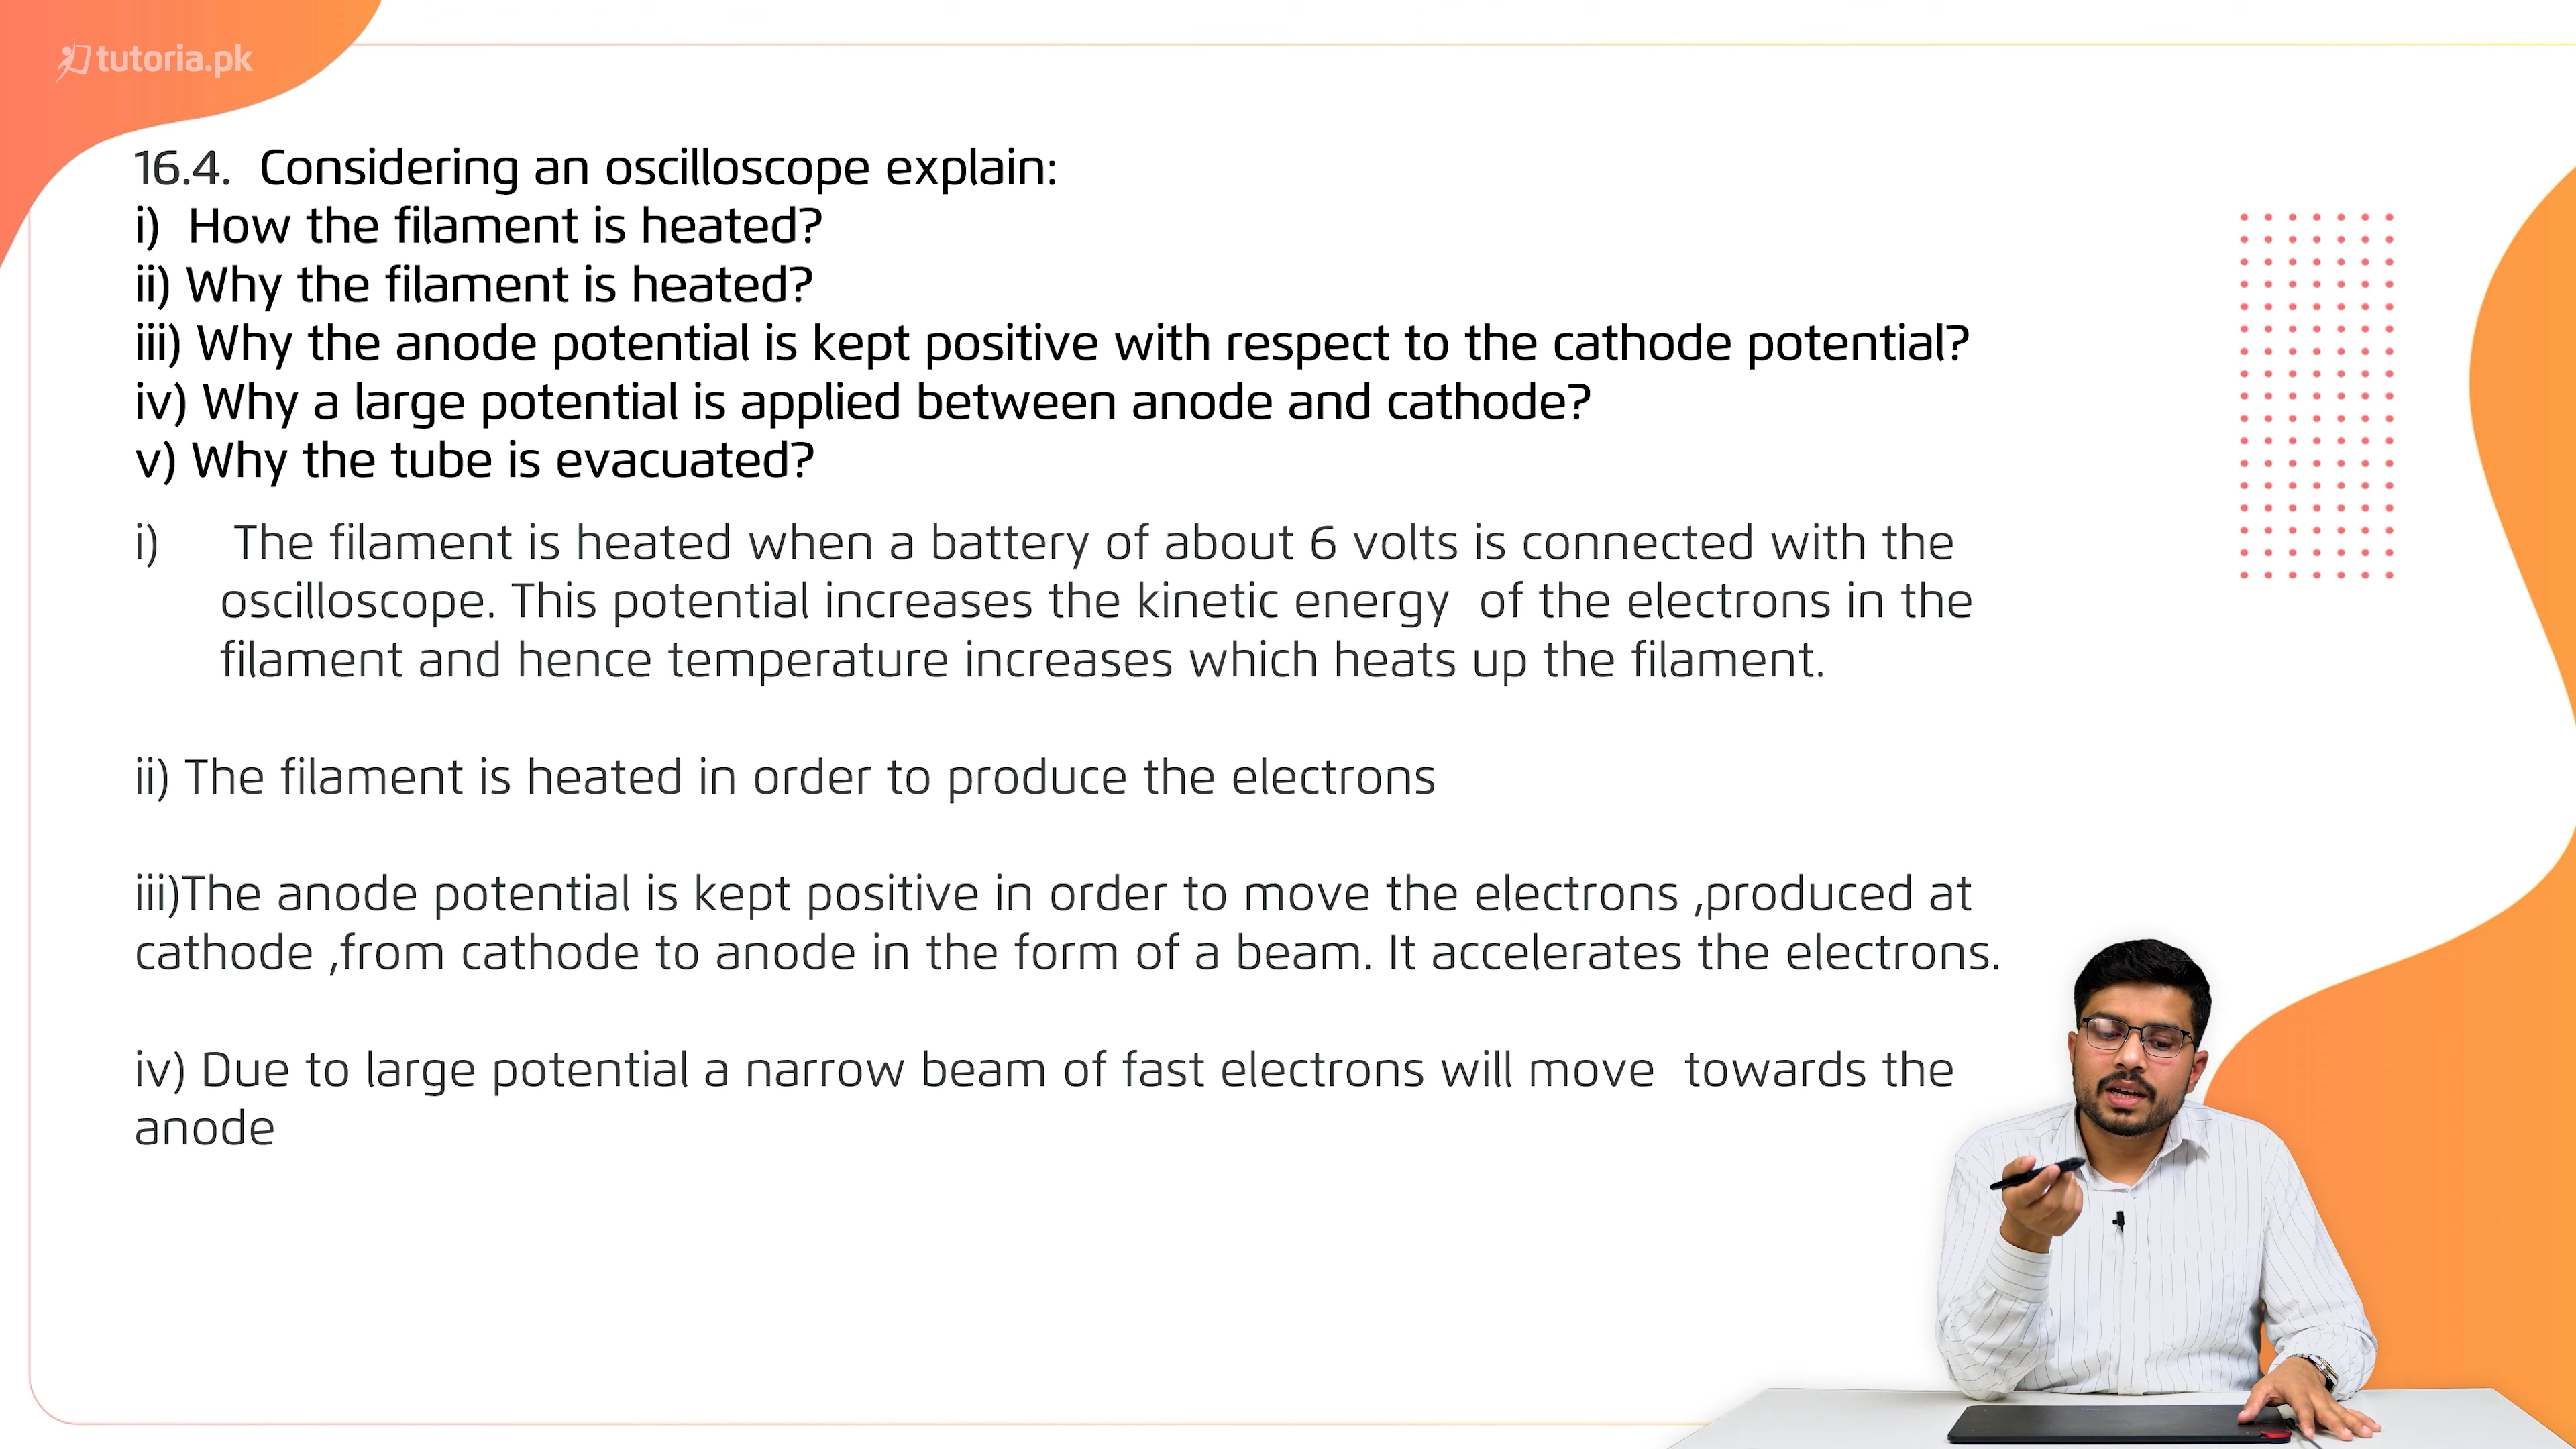 tutoria.pk
16.4. Considering an oscilloscope explain:
i) How the filament is heated?
ii) Why the filament is heated?
iii) Why the anode potential is kept positive with respect to the cathode potential?
iv) Why a large potential is applied between anode and cathode?
v) Why the tube is evacuated?
i) The filament is heated when a battery of about 6 volts is connected with the
oscilloscope. This potential increases the kinetic energy of the electrons in the
filament and hence temperature increases which heats up the filament.
ii) The filament is heated in order to produce the electrons
iii)The anode potential is kept positive in order to move the electrons ,produced at
cathode ,from cathode to anode in the form of a beam. It accelerates the electrons.
iv) Due to large potential a narrow beam of fast electrons will move towards the
anode